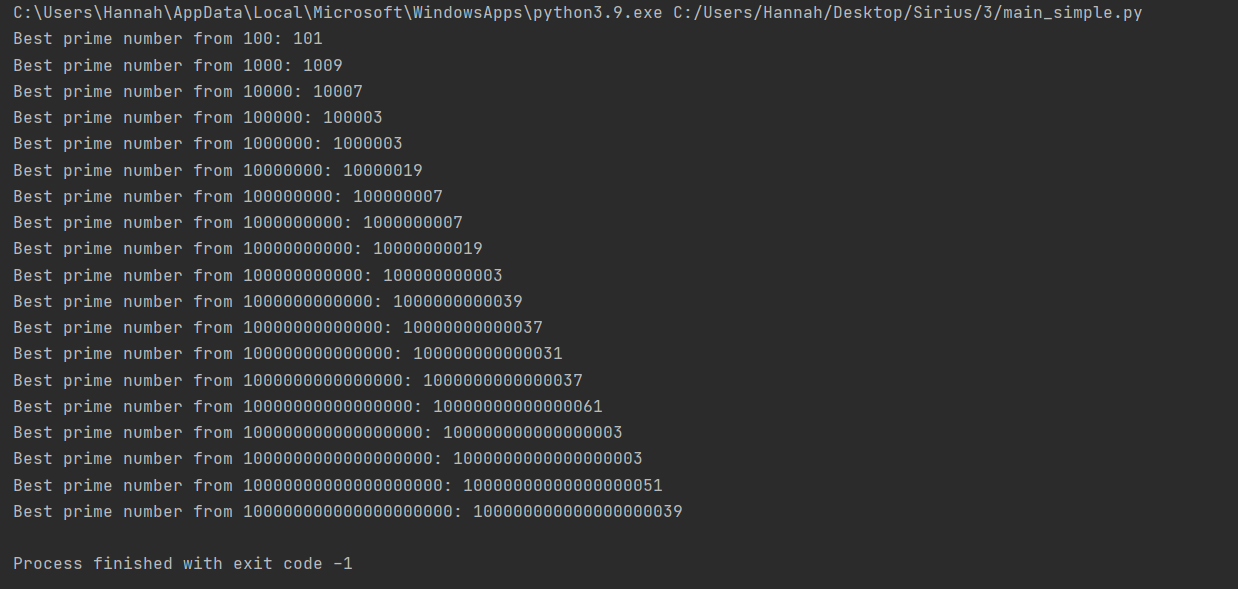 C:\Users\Hannah\AppData\Local\Microsoft\WindowsApps\python3.9.exe C:/Users/Hannah/Desktop/Sirius/3/main_simple.py
Best prime number from 100: 101
Best prime number from 1000: 1009
Best prime number from 10000: 10007
Best prime number from 100000: 100003
Best prime number from 1000000: 1000003
Best prime number from 10000000: 10000019
Best prime number from 100000000: 100000007
Best prime number from 1000000000: 1000000007
Best prime number from 10000000000: 10000000019
Best prime number from 100000000000: 100000000003
Best prime number from 1000000000000: 1000000000039
Best prime number from 10000000000000: 10000000000037
Best prime number from 100000000000000: 100000000000031
Best prime number from 1000000000000000: 1000000000000037
Best prime number from 10000000000000000: 10000000000000061
Best prime number from 100000000000000000: 100000000000000003
Best prime number from 1000000000000000000: 1000000000000000003
Best prime number from 10000000000000000000: 10000000000000000051
Best prime number from 100000000000000000000: 100000000000000000039
Process finished with exit code -1